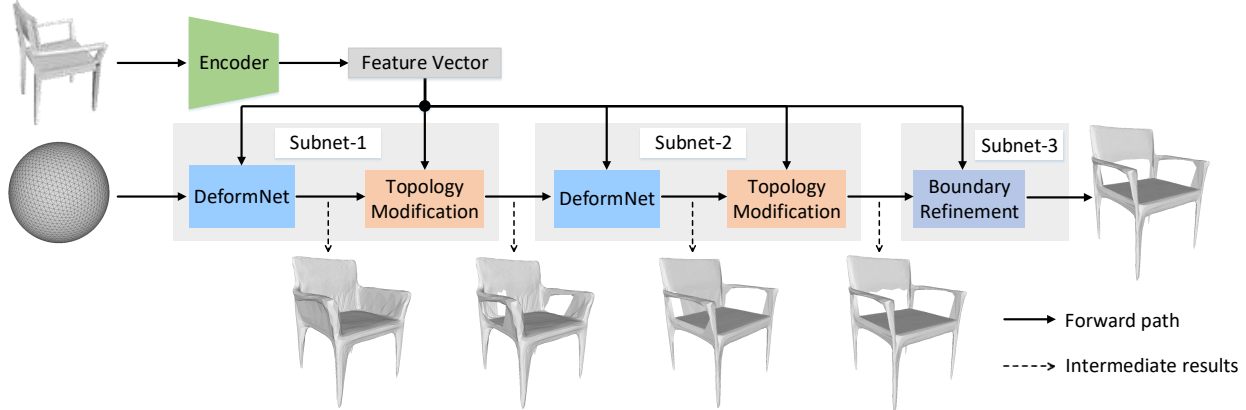 Encoder
Feature Vector
Subnet-1
Subnet-2
Subnet-3
DeformNet
Topology
Modification
DeformNet
Topology
Modification
Boundary
Refinement
Forward path
Intermediate results